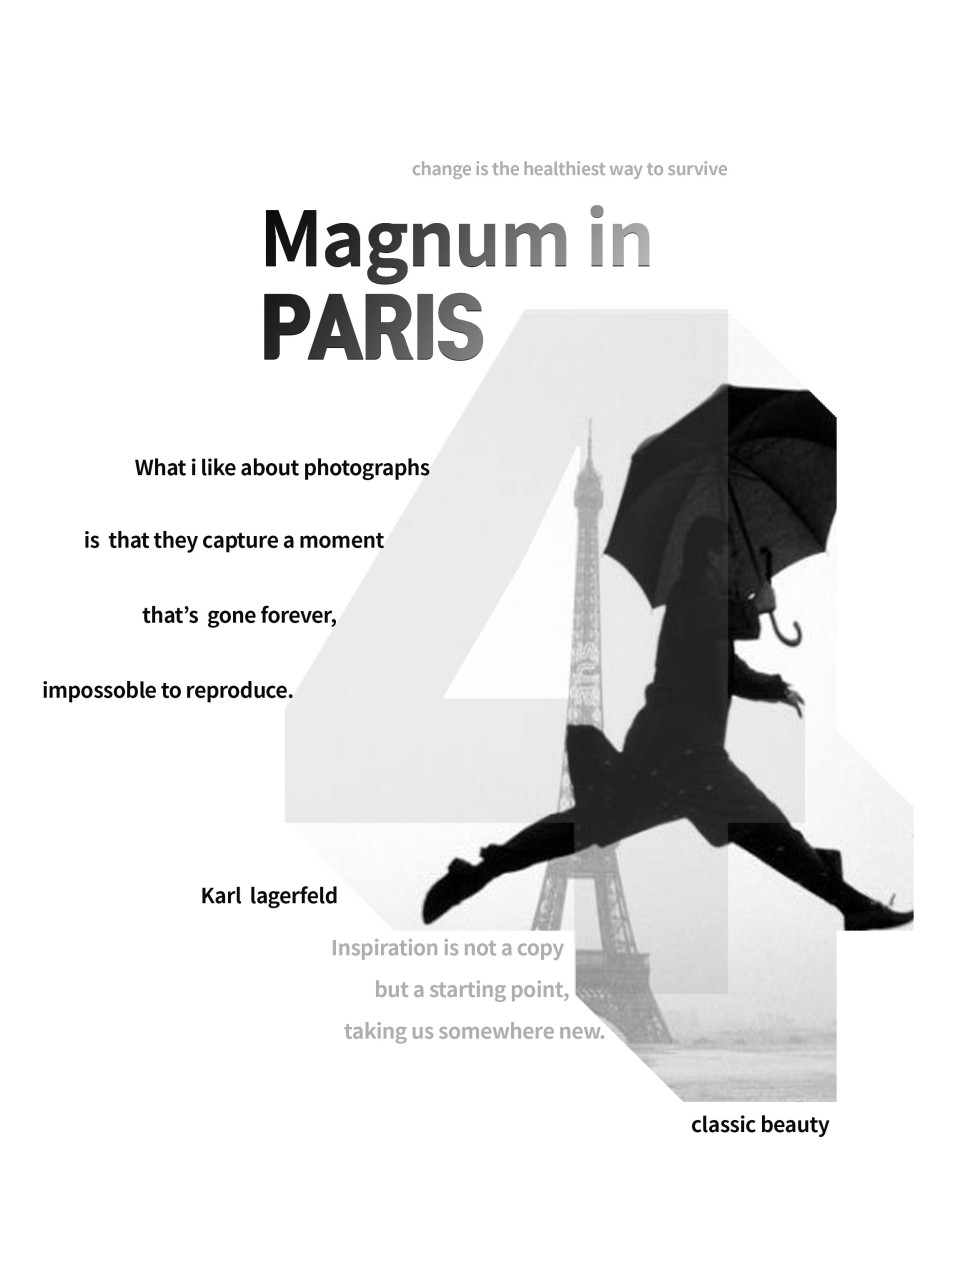 change is the healthiest way to survive
Magnum in
PARIS
What i like about photographs
is that they capture a moment
that’s gone forever,
impossoble to reproduce.
4
Karl lagerfeld
Inspiration is not a copy
but a starting point,
taking us somewhere new.
classic beauty